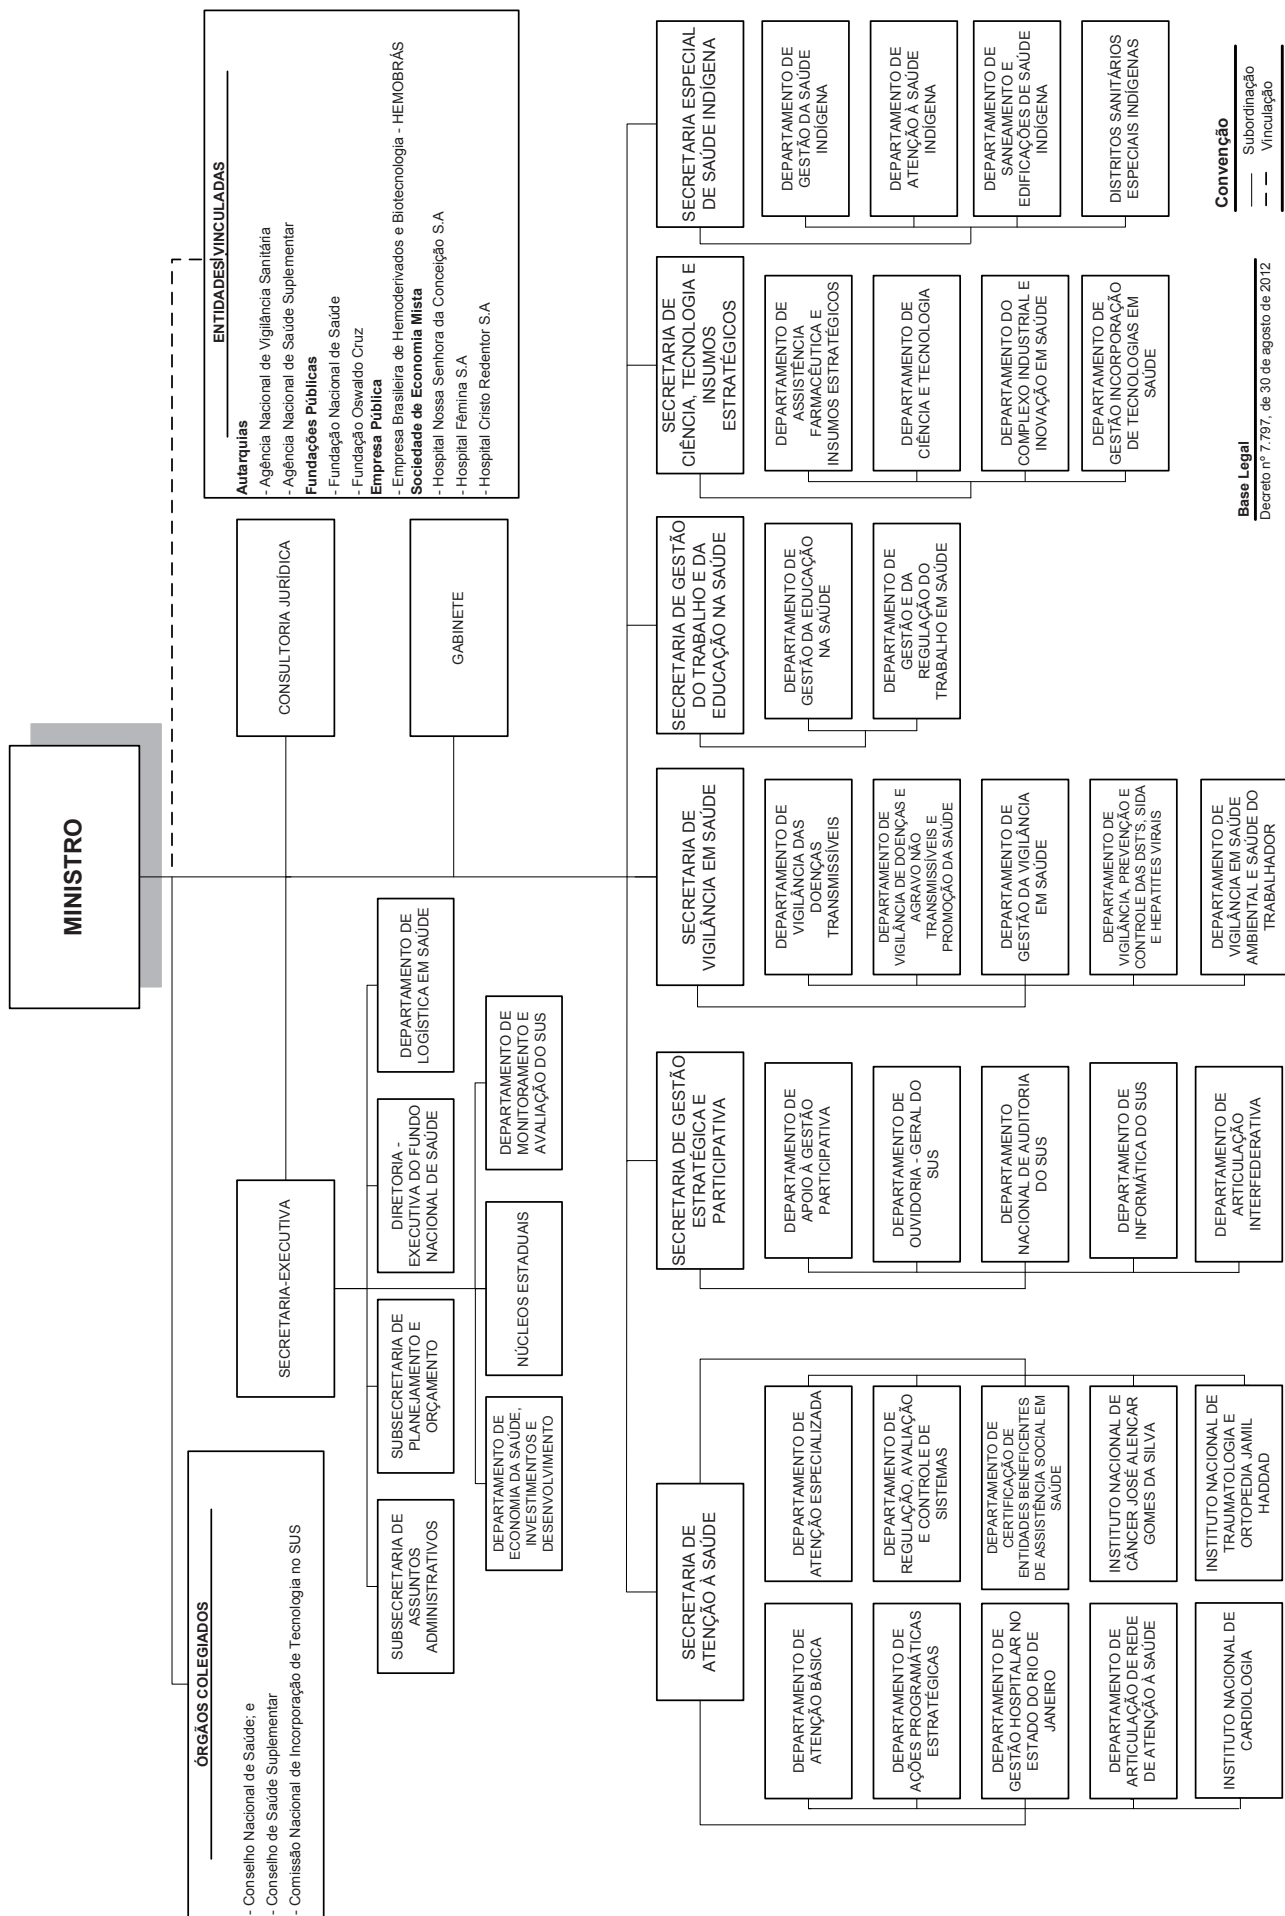 MINISTRO
ÓRGÃOS COLEGIADOS
- Conselho Nacional de Saúde; e
- Conselho de Saúde Suplementar
- Comissão Nacional de Incorporação de Tecnologia no SUS
ENTIDADES VINCULADAS
Autarquias
- Agência Nacional de Vigilância Sanitária
- Agência Nacional de Saúde Suplementar
Fundações Públicas
- Fundação Nacional de Saúde
- Fundação Oswaldo Cruz
Empresa Pública
- Empresa Brasileira de Hemoderivados e Biotecnologia - HEMOBRÁS
Sociedade de Economia Mista
- Hospital Nossa Senhora da Conceição S.A
- Hospital Fêmina S.A
- Hospital Cristo Redentor S.A
SECRETARIA-EXECUTIVA
CONSULTORIA JURÍDICA
GABINETE
SUBSECRETARIA DE
ASSUNTOS
ADMINISTRATIVOS
SUBSECRETARIA DE
PLANEJAMENTO E
ORÇAMENTO
DIRETORIA -
EXECUTIVA DO FUNDO
NACIONAL DE SAÚDE
DEPARTAMENTO DE
LOGÍSTICA EM SAÚDE
DEPARTAMENTO DE
ECONOMIA DA SAÚDE,
INVESTIMENTOS E
DESENVOLVIMENTO
NÚCLEOS ESTADUAIS
DEPARTAMENTO DE
MONITORAMENTO E
AVALIAÇÃO DO SUS
SECRETARIA DE
ATENÇÃO À SAÚDE
DEPARTAMENTO DE
ATENÇÃO BÁSICA
DEPARTAMENTO DE
AÇÕES PROGRAMÁTICAS
ESTRATÉGICAS
DEPARTAMENTO DE
GESTÃO HOSPITALAR NO
ESTADO DO RIO DE
JANEIRO
DEPARTAMENTO DE
ARTICULAÇÃO DE REDE
DE ATENÇÃO À SAÚDE
INSTITUTO NACIONAL DE
CARDIOLOGIA
DEPARTAMENTO DE
ATENÇÃO ESPECIALIZADA
DEPARTAMENTO DE
REGULAÇÃO, AVALIAÇÃO
E CONTROLE DE
SISTEMAS
DEPARTAMENTO DE
CERTIFICAÇÃO DE
ENTIDADES BENEFICENTES
DE ASSISTÊNCIA SOCIAL EM
SAÚDE
INSTITUTO NACIONAL DE
CÂNCER JOSÉ ALENCAR
GOMES DA SILVA
INSTITUTO NACIONAL DE
TRAUMATOLOGIA E
ORTOPEDIA JAMIL
HADDAD
SECRETARIA DE GESTÃO
ESTRATÉGICA E
PARTICIPATIVA
DEPARTAMENTO DE
APOIO À GESTÃO
PARTICIPATIVA
DEPARTAMENTO DE
OUVIDORIA - GERAL DO
SUS
DEPARTAMENTO
NACIONAL DE AUDITORIA
DO SUS
DEPARTAMENTO DE
INFORMÁTICA DO SUS
DEPARTAMENTO DE
ARTICULAÇÃO
INTERFEDERATIVA
SECRETARIA DE
VIGILÂNCIA EM SAÚDE
DEPARTAMENTO DE
VIGILÂNCIA DAS
DOENÇAS
TRANSMISSÍVEIS
DEPARTAMENTO DE
VIGILÂNCIA DE DOENÇAS E
AGRAVO NÃO
TRANSMISSÍVEIS E
PROMOÇÃO DA SAÚDE
DEPARTAMENTO DE
GESTÃO DA VIGILÂNCIA
EM SAÚDE
DEPARTAMENTO DE
VIGILÂNCIA, PREVENÇÃO E
CONTROLE DAS DST'S, SIDA
E HEPATITES VIRAIS
DEPARTAMENTO DE
VIGILÂNCIA EM SAÚDE
AMBIENTAL E SAÚDE DO
TRABALHADOR
SECRETARIA DE GESTÃO
DO TRABALHO E DA
EDUCAÇÃO NA SAÚDE
DEPARTAMENTO DE
GESTÃO DA EDUCAÇÃO
NA SAÚDE
DEPARTAMENTO DE
GESTÃO E DA
REGULAÇÃO DO
TRABALHO EM SAÚDE
SECRETARIA DE
CIÊNCIA, TECNOLOGIA E
INSUMOS
ESTRATÉGICOS
DEPARTAMENTO DE
ASSISTÊNCIA
FARMACÊUTICA E
INSUMOS ESTRATÉGICOS
DEPARTAMENTO DE
CIÊNCIA E TECNOLOGIA
DEPARTAMENTO DO
COMPLEXO INDUSTRIAL E
INOVAÇÃO EM SAÚDE
DEPARTAMENTO DE
GESTÃO INCORPORAÇÃO
DE TECNOLOGIAS EM
SAÚDE
SECRETARIA ESPECIAL
DE SAÚDE INDÍGENA
DEPARTAMENTO DE
GESTÃO DA SAÚDE
INDÍGENA
DEPARTAMENTO DE
ATENÇÃO À SAÚDE
INDÍGENA
DEPARTAMENTO DE
SANEAMENTO E
EDIFICAÇÕES DE SAÚDE
INDÍGENA
DISTRITOS SANITÁRIOS
ESPECIAIS INDÍGENAS
Base Legal
Decreto nº 7.797, de 30 de agosto de 2012
Convenção
Subordinação
Vinculação